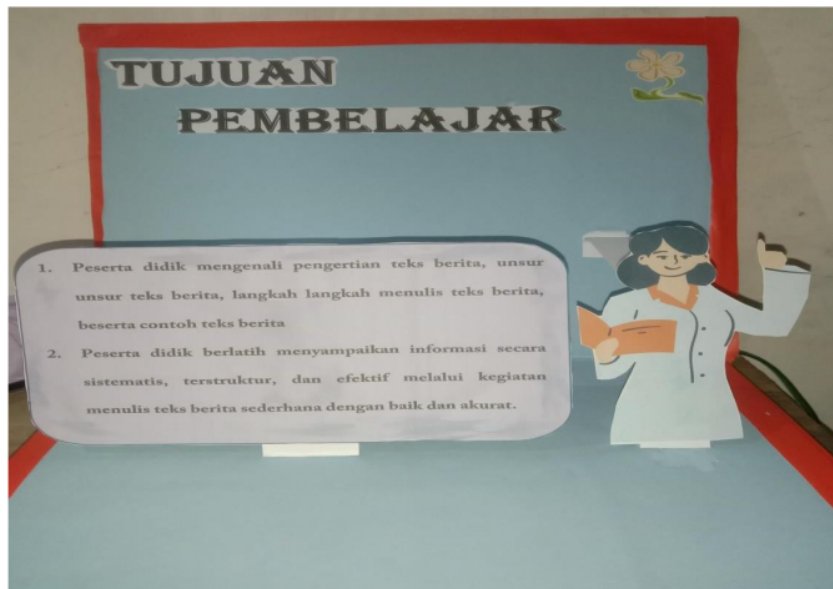 TUJUAN
PEMBELAJAR
1. Peserta didik mengenali pengertian teks berita, unsur
unsur teks berita, langkah langkah menulis teks berita,
beserta contoh teks berita
2. Peserta didik berlatih menyampaikan informasi secara
sistematis, terstruktur, dan efektif melalui kegiatan
menulis teks berita sederhana dengan baik dan akurat.